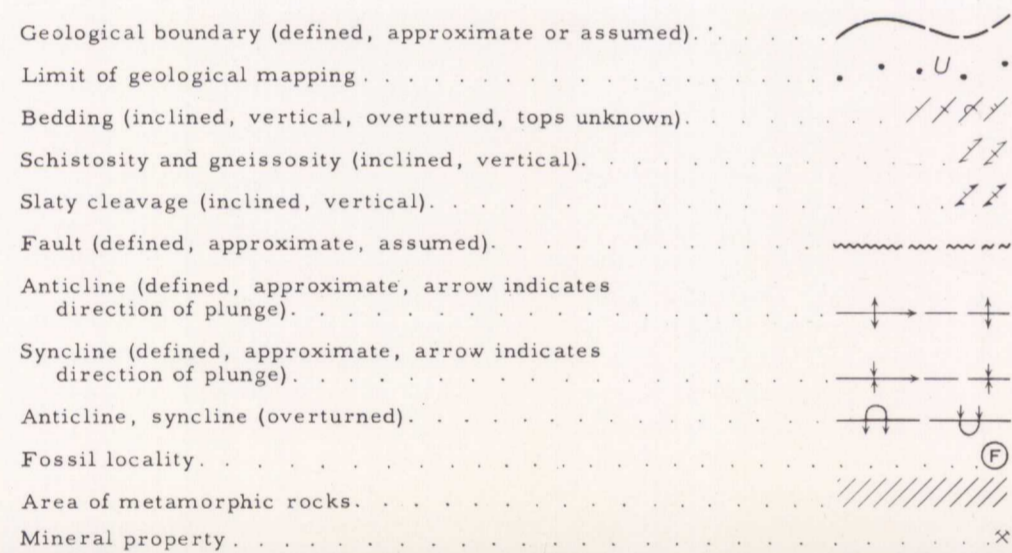 Geological boundary (defined, approximate or assumed).
Limit of geological mapping . . . . . . . . . . . . . . . . . U
Bedding (inclined, vertical, overturned, tops unknown).
Schistosity and gneissosity (inclined, vertical).
Slaty cleavage (inclined, vertical).
Fault (defined, approximate, assumed).
Anticline (defined, approximate, arrow indicates
direction of plunge).
Syncline (defined, approximate, arrow indicates
direction of plunge).
Anticline, syncline (overturned).
Fossil locality. . . . . . . . . . . . . . . . . . . . . . F
Area of metamorphic rocks.
Mineral property